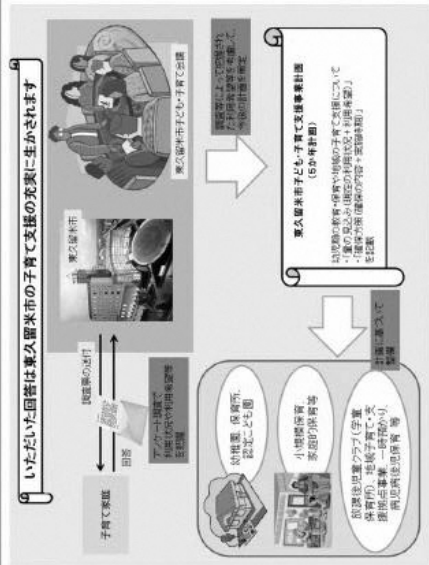 いただいた回答は東久留米市の子育て支援の充実に生かされます
子育て家庭
調査票の送付
回答
アンケート調査で
利用状況や利用希望等
を把握
東久留米市
東久留米市子ども・子育て会議
調査等によって把握され
た利用希望等を考慮して、
今後の計画を策定
東久留米市子ども・子育て支援事業計画
(5か年計画)
幼児期の教育・保育や地域の子育て支援について
・「量の見込み(現在の利用状況+利用希望)」
・「確保方策(確保の内容+実施時期)」
を記載
計画に基づいて
整備
幼稚園、保育所、
認定こども園
小規模保育、
家庭的保育等
放課後児童クラブ(学童
保育所)、地域子育て支
援拠点事業、一時預かり、
病児病後児保育 等